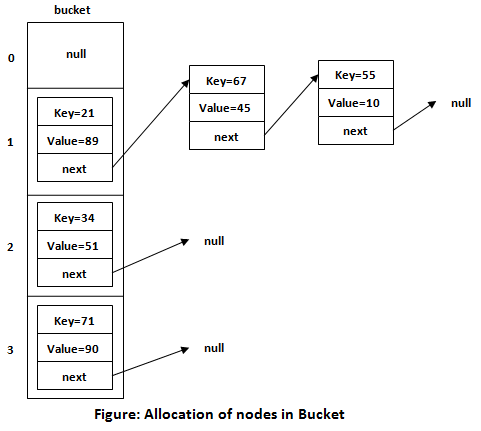 bucket
0
null
1
Key=21
Value=89
next
Key=67
Value=45
next
Key=55
Value=10
next
null
2
Key=34
Value=51
next
null
3
Key=71
Value=90
next
null
Figure: Allocation of nodes in Bucket